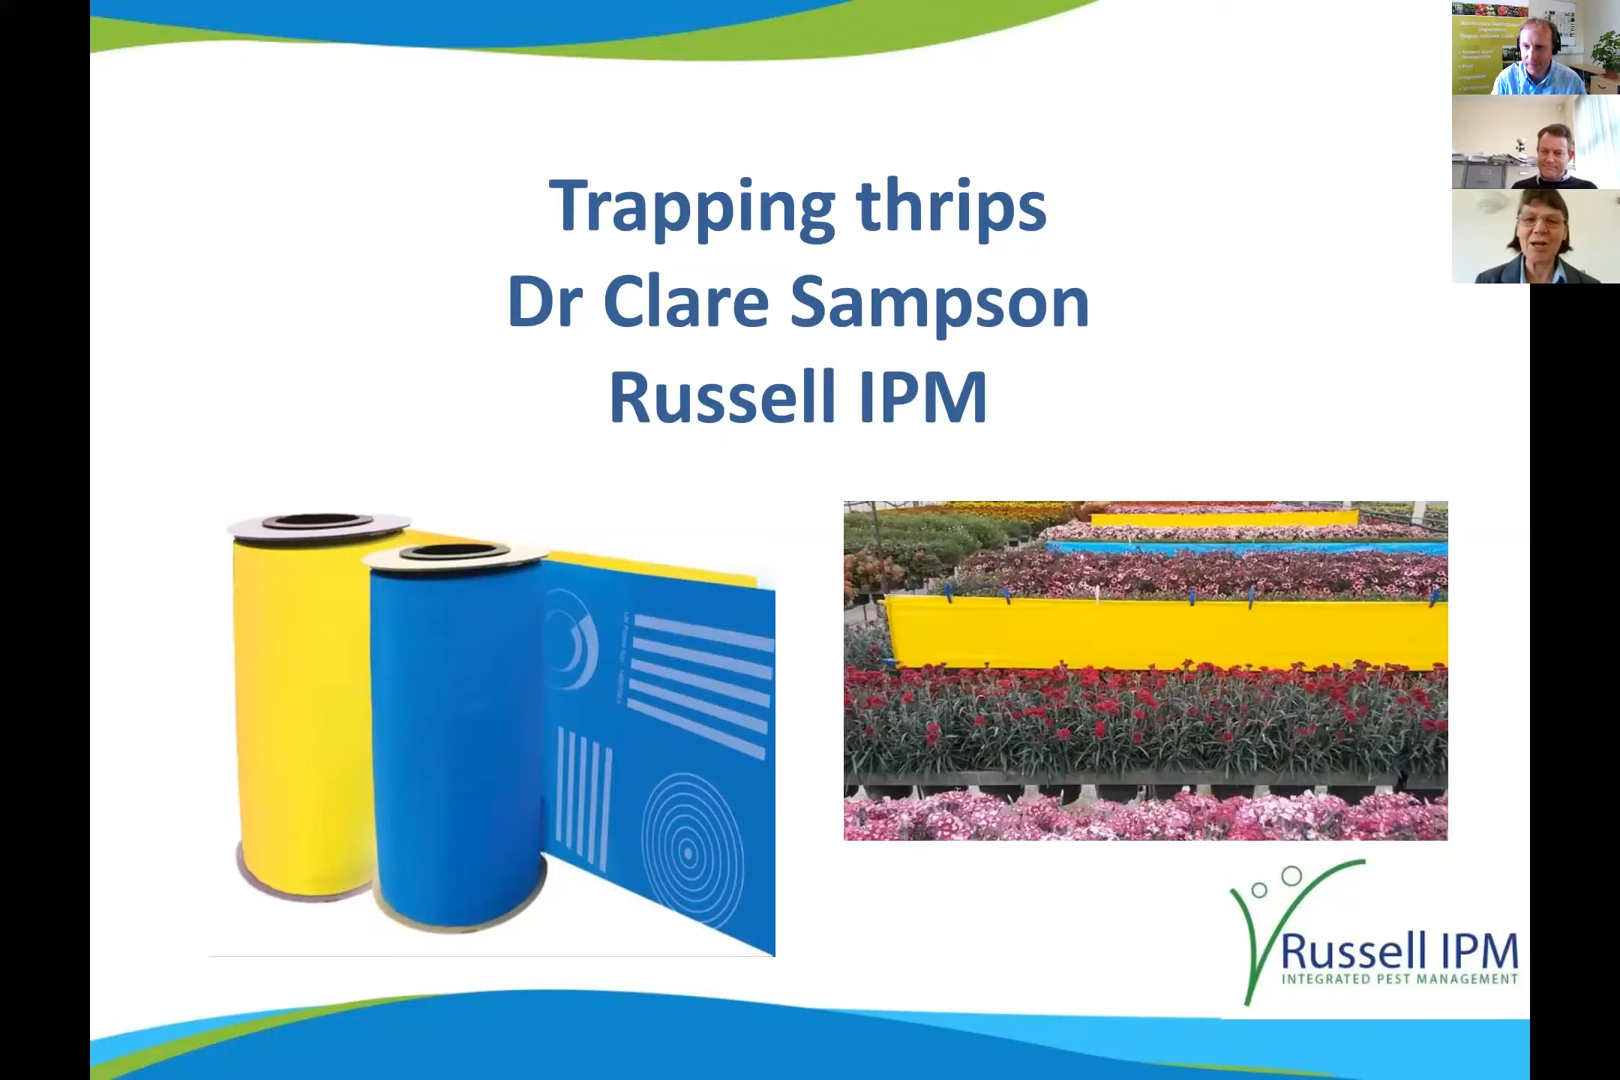 Trapping thrips
Dr Clare Sampson
Russell IPM
Russell IPM
INTEGRATED PEST MANAGEMENT